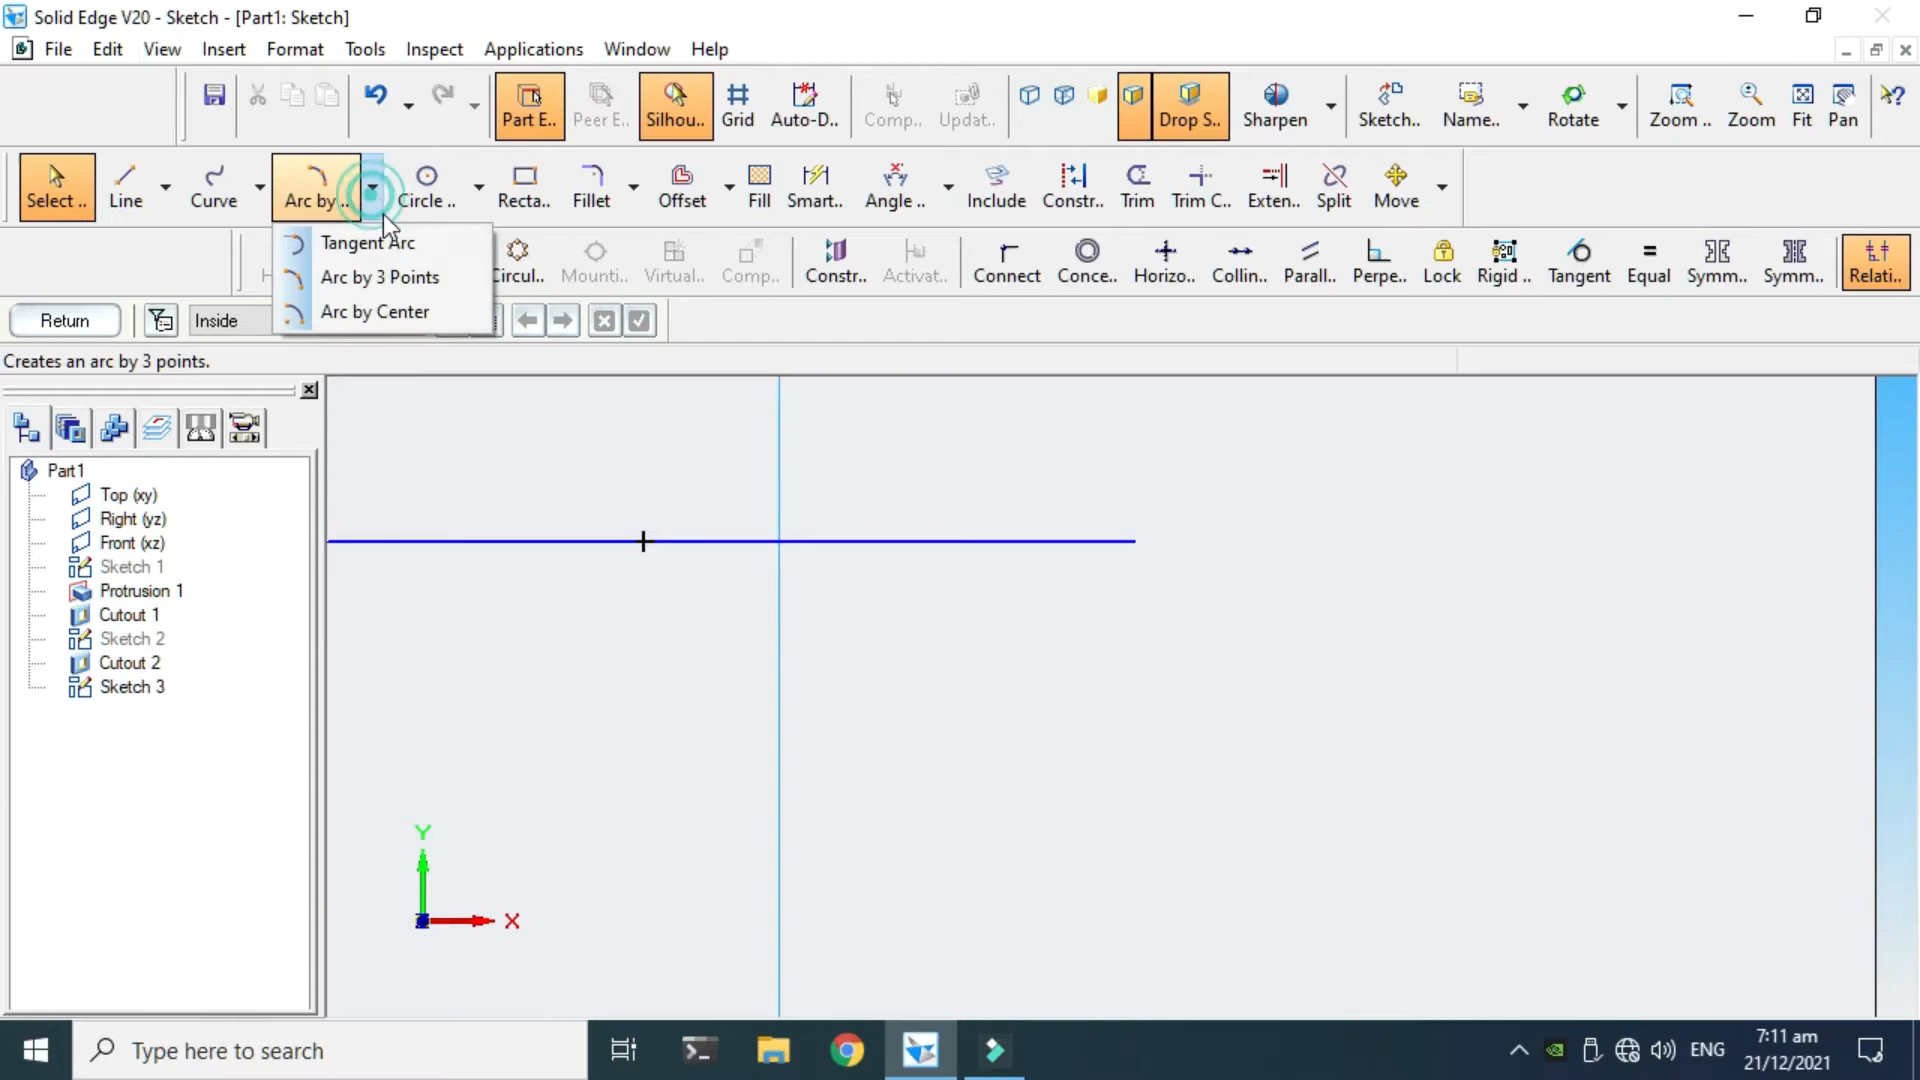 Solid Edge V20 - Sketch - [Part1: Sketch]
File Edit View Insert Format Tools Inspect Applications Window Help
Part E.. Peer E.. Silhou.. Grid Auto-D.. Comp.. Updat.. Drop S.. Sharpen Sketch.. Name.. Rotate Zoom .. Zoom Fit Pan
Select .. Line Curve Arc by .. Circle .. Recta.. Fillet Offset Fill Smart.. Angle .. Include Constr.. Trim Trim C.. Exten.. Split Move
Tangent Arc
Arc by 3 Points
Arc by Center
Circul.. Mounti.. Virtual.. Comp.. Constr.. Activat.. Connect Conce.. Horizo.. Collin.. Parall.. Perpe.. Lock Rigid .. Tangent Equal Symm.. Symm.. Relati..
Return Inside
Creates an arc by 3 points.
Part1
Top (xy)
Right (yz)
Front (xz)
Sketch 1
Protrusion 1
Cutout 1
Sketch 2
Cutout 2
Sketch 3
Y
X
Type here to search
ENG
7:11 am
21/12/2021